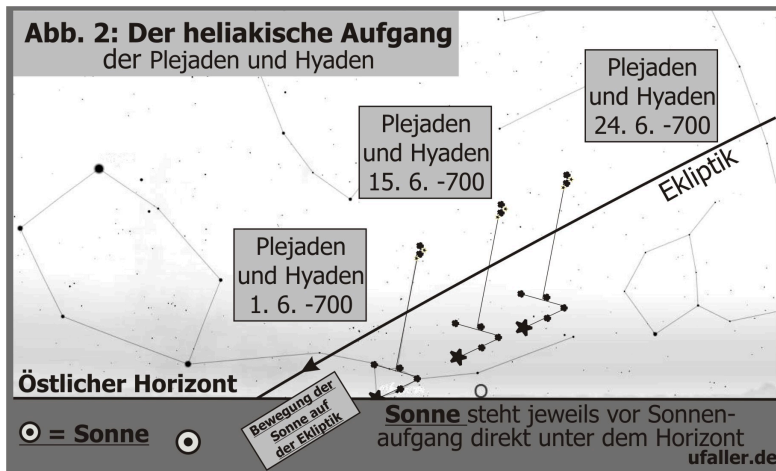 Abb. 2: Der heliakische Aufgang
der Plejaden und Hyaden
Plejaden
und Hyaden
24. 6. -700
Plejaden
und Hyaden
15. 6. -700
Ekliptik
Plejaden
und Hyaden
1. 6. -700
Östlicher Horizont
Bewegung der
Sonne auf
der Ekliptik
= Sonne
Sonne steht jeweils vor Sonnen-
aufgang direkt unter dem Horizont
ufaller.de